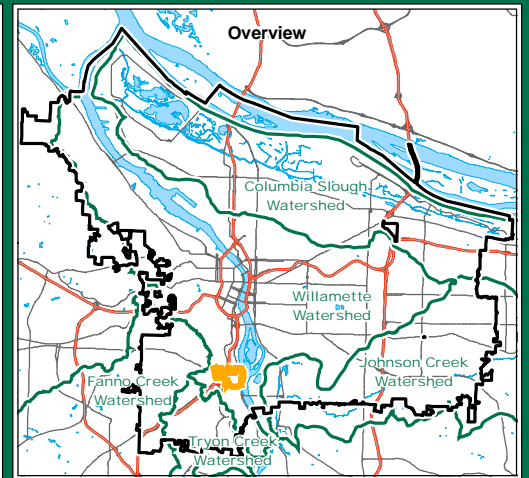 Overview
Columbia Slough
Watershed
Willamette
Watershed
Johnson Creek
Watershed
Fanno Creek
Watershed
Tryon Creek
Watershed